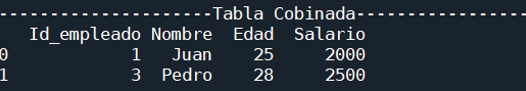 ----------------------Tabla Cobinada------------------
Id_empleado Nombre Edad Salario
0 1 Juan 25 2000
1 3 Pedro 28 2500